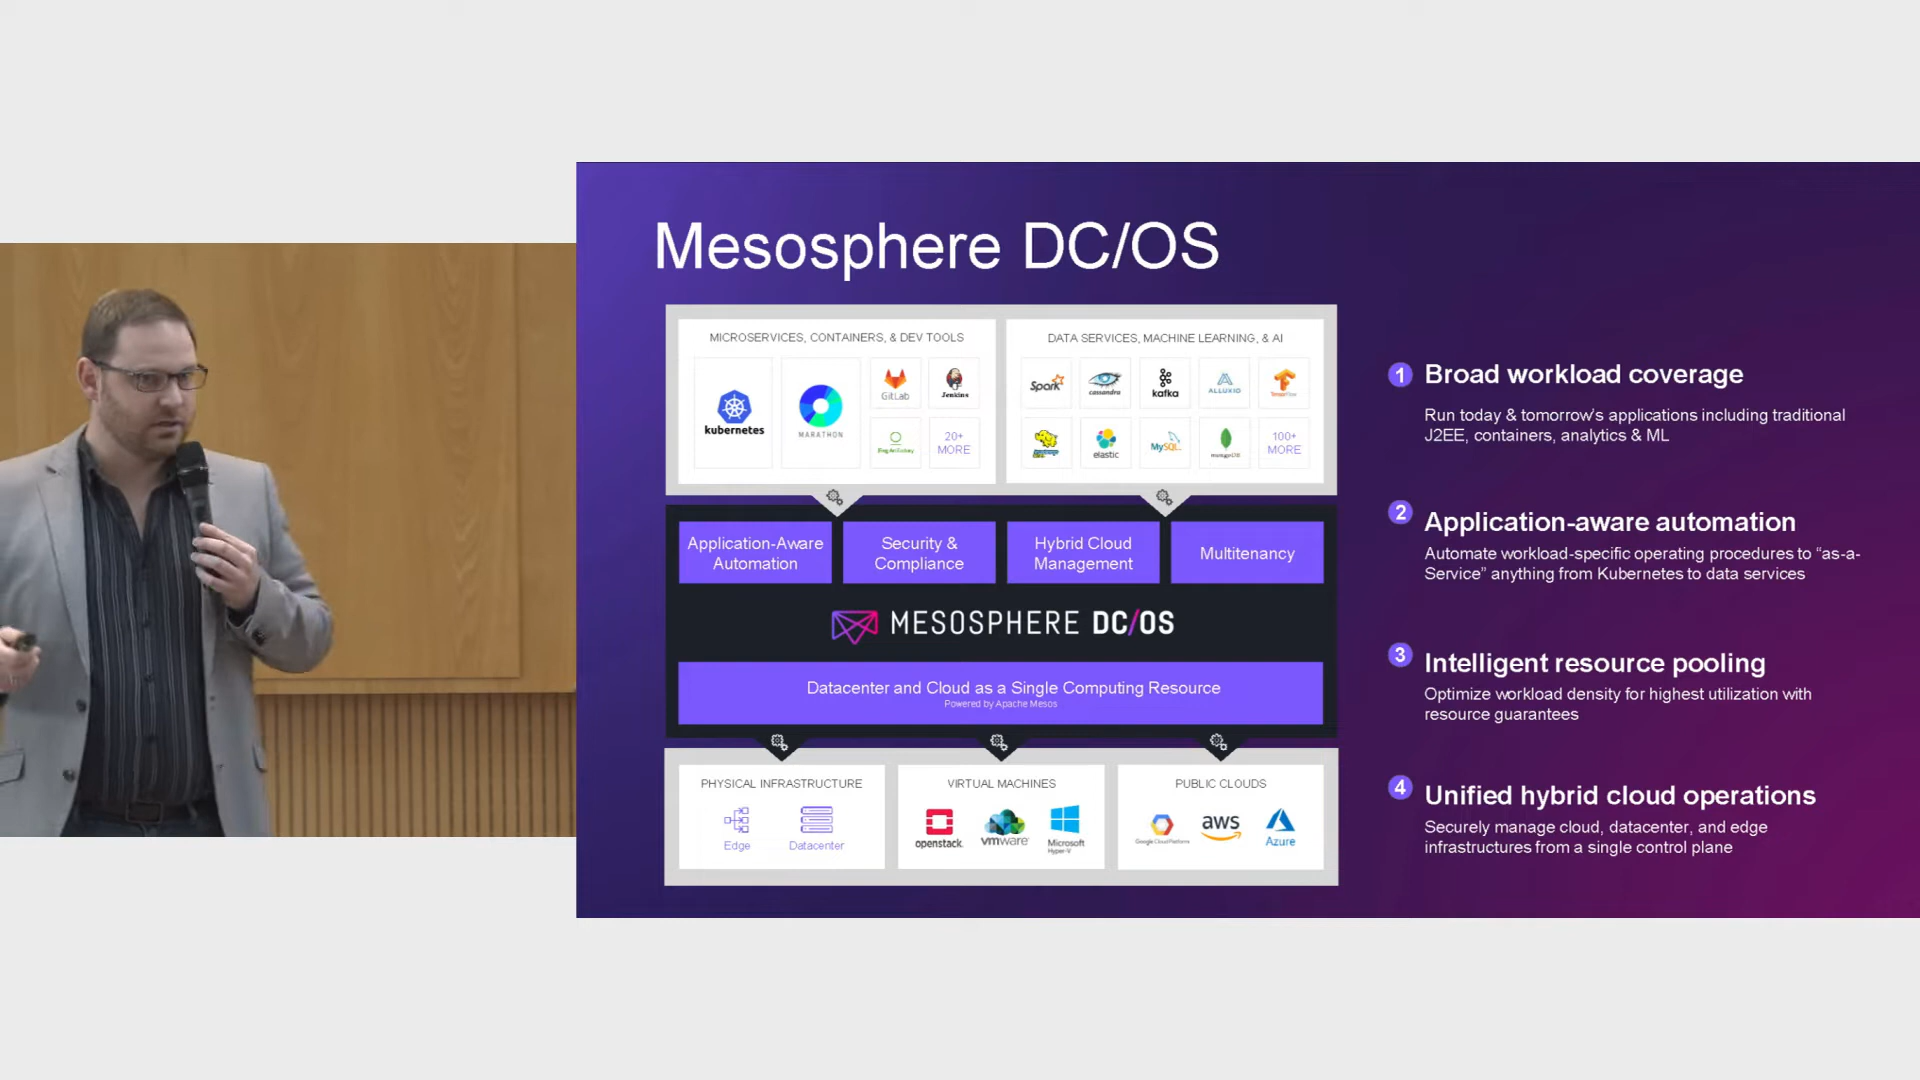 Mesosphere DC/OS
MICROSERVICES, CONTAINERS, & DEV TOOLS
kubernetes
MARATHON
GitLab
Jenkins
20+
MORE
DATA SERVICES, MACHINE LEARNING, & AI
Spark
cassandra
kafka
ALLUXIO
TensorFlow
elastic
MySQL
mongoDB
100+
MORE
Application-Aware
Automation
Security &
Compliance
Hybrid Cloud
Management
Multitenancy
MESOSPHERE DC/OS
Datacenter and Cloud as a Single Computing Resource
Powered by Apache Mesos
PHYSICAL INFRASTRUCTURE
Edge
Datacenter
VIRTUAL MACHINES
openstack.
vmware
Microsoft
Hyper-V
PUBLIC CLOUDS
Google Cloud Platform
aws
Azure
1 Broad workload coverage
Run today & tomorrow's applications including traditional
J2EE, containers, analytics & ML
2 Application-aware automation
Automate workload-specific operating procedures to “as-a-
Service” anything from Kubernetes to data services
3 Intelligent resource pooling
Optimize workload density for highest utilization with
resource guarantees
4 Unified hybrid cloud operations
Securely manage cloud, datacenter, and edge
infrastructures from a single control plane